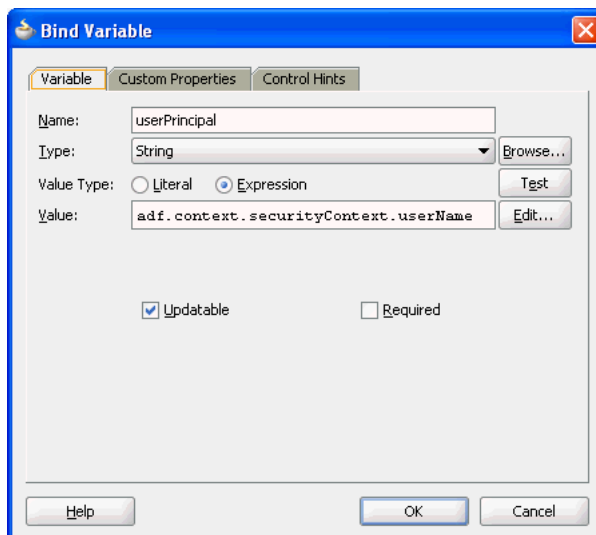 Bind Variable
Variable Custom Properties Control Hints
Name: userPrincipal
Type: String Browse...
Value Type: Literal Expression Test
Value: adf.context.securityContext.userName Edit...
Updatable Required
Help OK Cancel